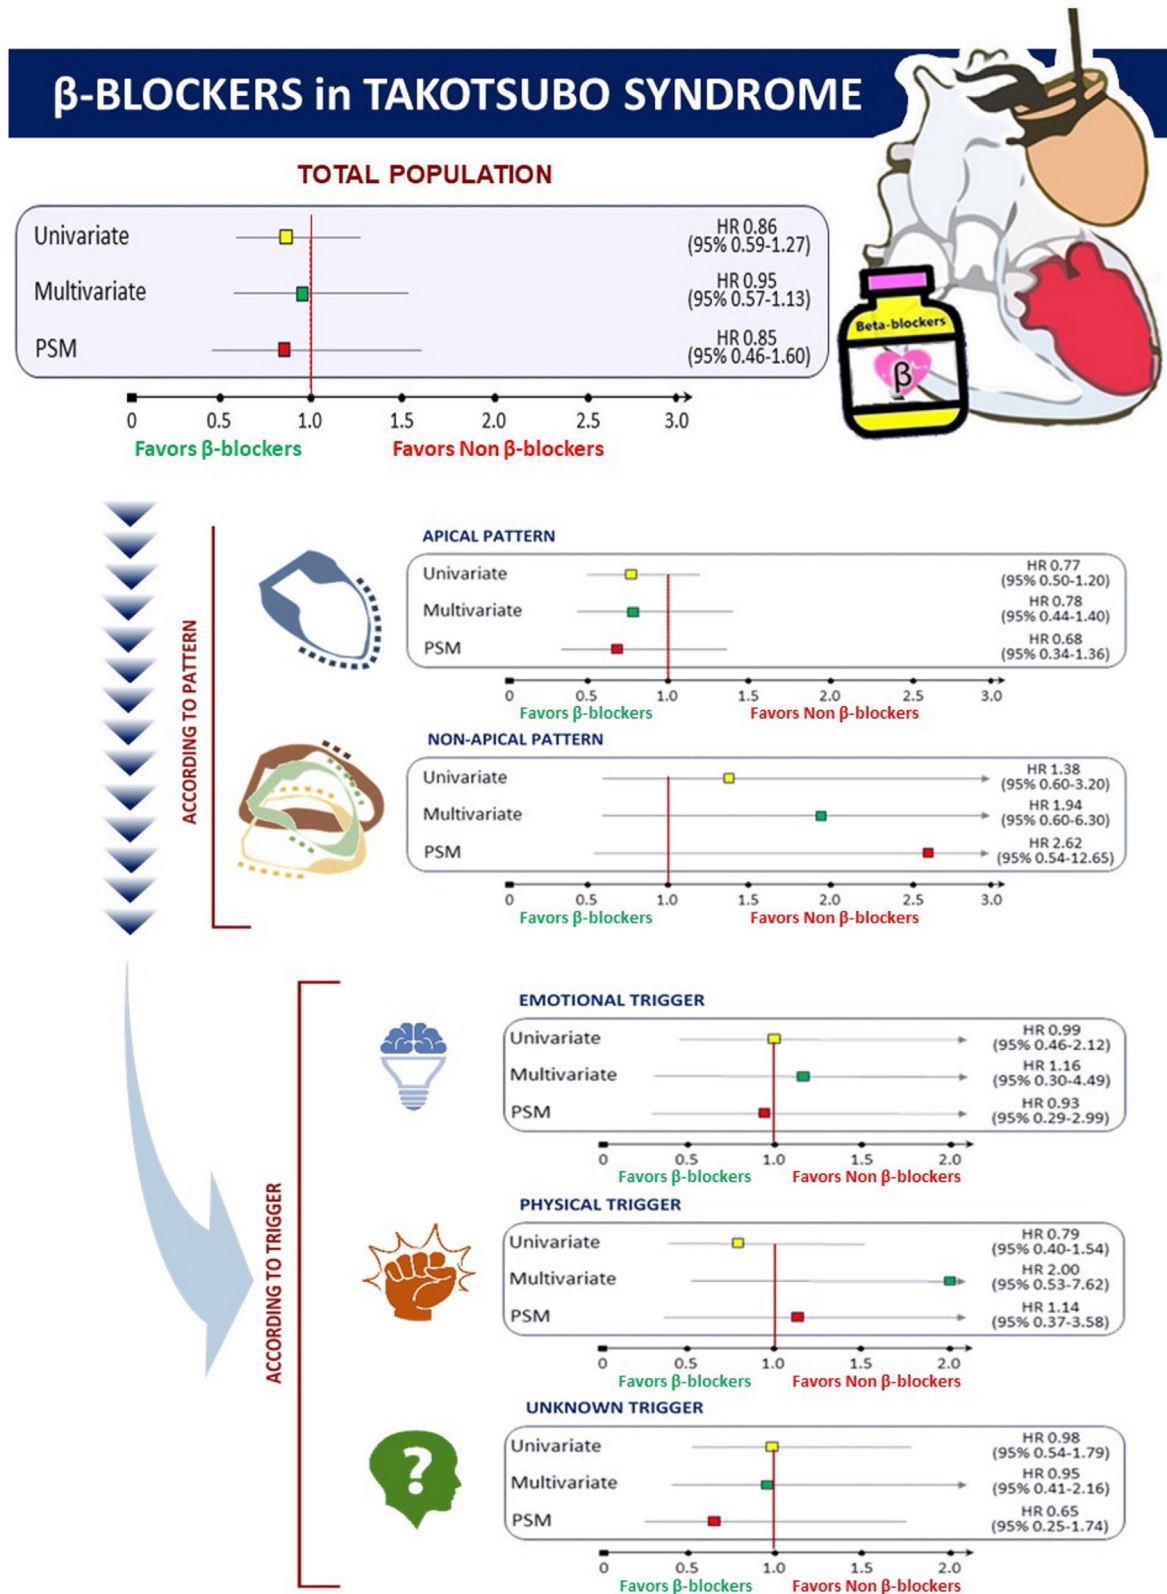 β-BLOCKERS in TAKOTSUBO SYNDROME
TOTAL POPULATION
Univariate
HR 0.86
(95% 0.59-1.27)
Multivariate
HR 0.95
(95% 0.57-1.13)
PSM
HR 0.85
(95% 0.46-1.60)
0 0.5 1.0 1.5 2.0 2.5 3.0
Favors β-blockers Favors Non β-blockers
Beta-blockers
β
ACCORDING TO PATTERN
APICAL PATTERN
Univariate
HR 0.77
(95% 0.50-1.20)
Multivariate
HR 0.78
(95% 0.44-1.40)
PSM
HR 0.68
(95% 0.34-1.36)
0 0.5 1.0 1.5 2.0 2.5 3.0
Favors β-blockers Favors Non β-blockers
NON-APICAL PATTERN
Univariate
HR 1.38
(95% 0.60-3.20)
Multivariate
HR 1.94
(95% 0.60-6.30)
PSM
HR 2.62
(95% 0.54-12.65)
0 0.5 1.0 1.5 2.0 2.5 3.0
Favors β-blockers Favors Non β-blockers
ACCORDING TO TRIGGER
EMOTIONAL TRIGGER
Univariate
HR 0.99
(95% 0.46-2.12)
Multivariate
HR 1.16
(95% 0.30-4.49)
PSM
HR 0.93
(95% 0.29-2.99)
0 0.5 1.0 1.5 2.0
Favors β-blockers Favors Non β-blockers
PHYSICAL TRIGGER
Univariate
HR 0.79
(95% 0.40-1.54)
Multivariate
HR 2.00
(95% 0.53-7.62)
PSM
HR 1.14
(95% 0.37-3.58)
0 0.5 1.0 1.5 2.0
Favors β-blockers Favors Non β-blockers
UNKNOWN TRIGGER
?
Univariate
HR 0.98
(95% 0.54-1.79)
Multivariate
HR 0.95
(95% 0.41-2.16)
PSM
HR 0.65
(95% 0.25-1.74)
0 0.5 1.0 1.5 2.0
Favors β-blockers Favors Non β-blockers